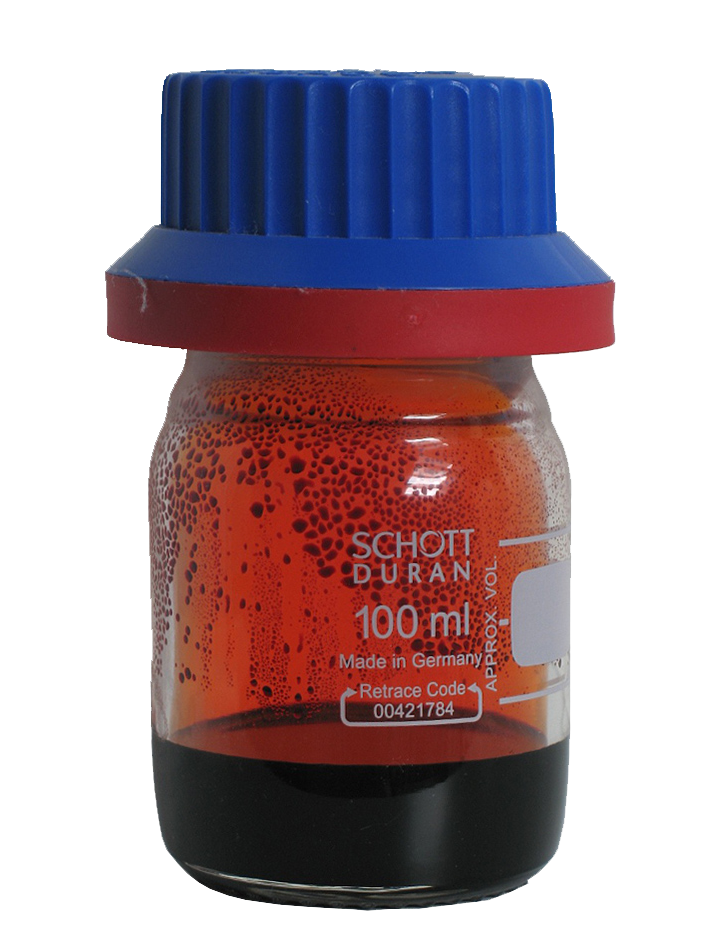 SCHOTT
DURAN
100 ml
Made in Germany
Retrace Code
00421784
APPROX. VOL.